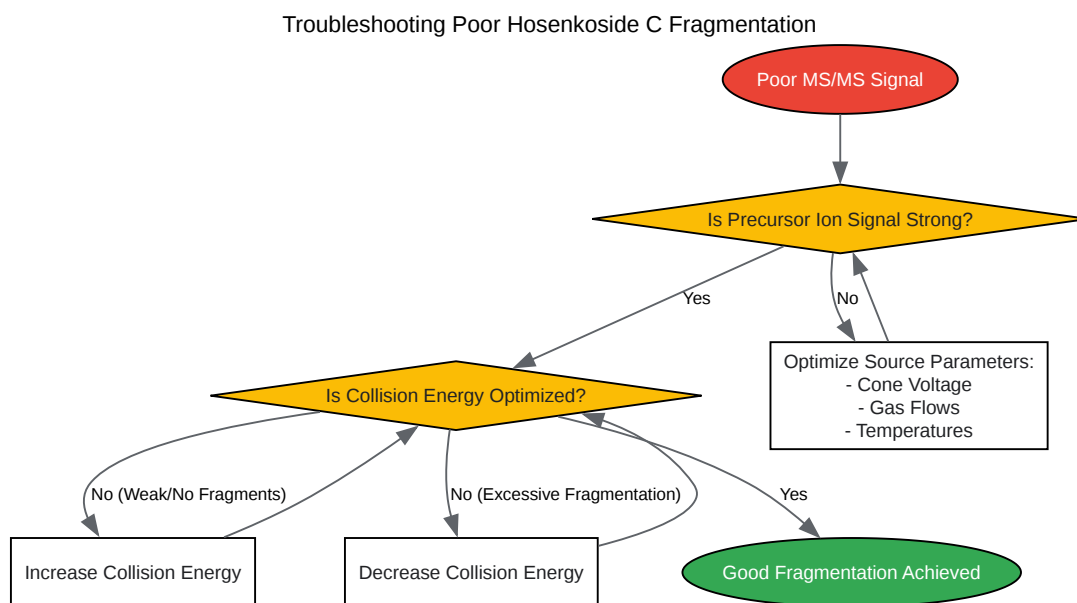 Troubleshooting Poor Hosenkoside C Fragmentation
Poor MS/MS Signal
Is Precursor Ion Signal Strong?
Yes
No
Optimize Source Parameters:
- Cone Voltage
- Gas Flows
- Temperatures
Is Collision Energy Optimized?
No (Weak/No Fragments)
No (Excessive Fragmentation)
Yes
Increase Collision Energy
Decrease Collision Energy
Good Fragmentation Achieved